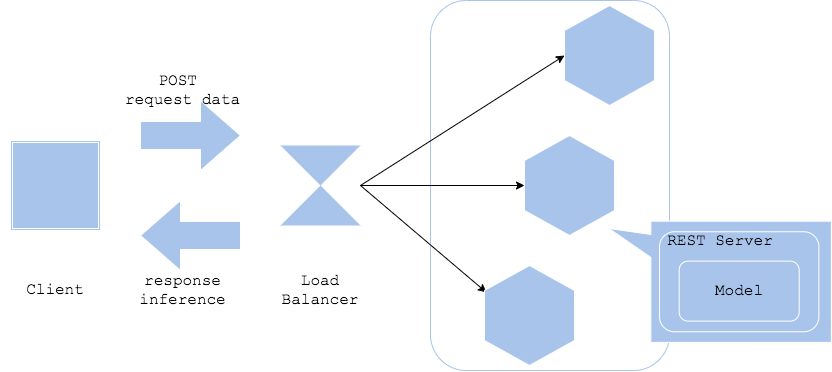 POST
request data
REST Server
Model
Client
response
inference
Load
Balancer